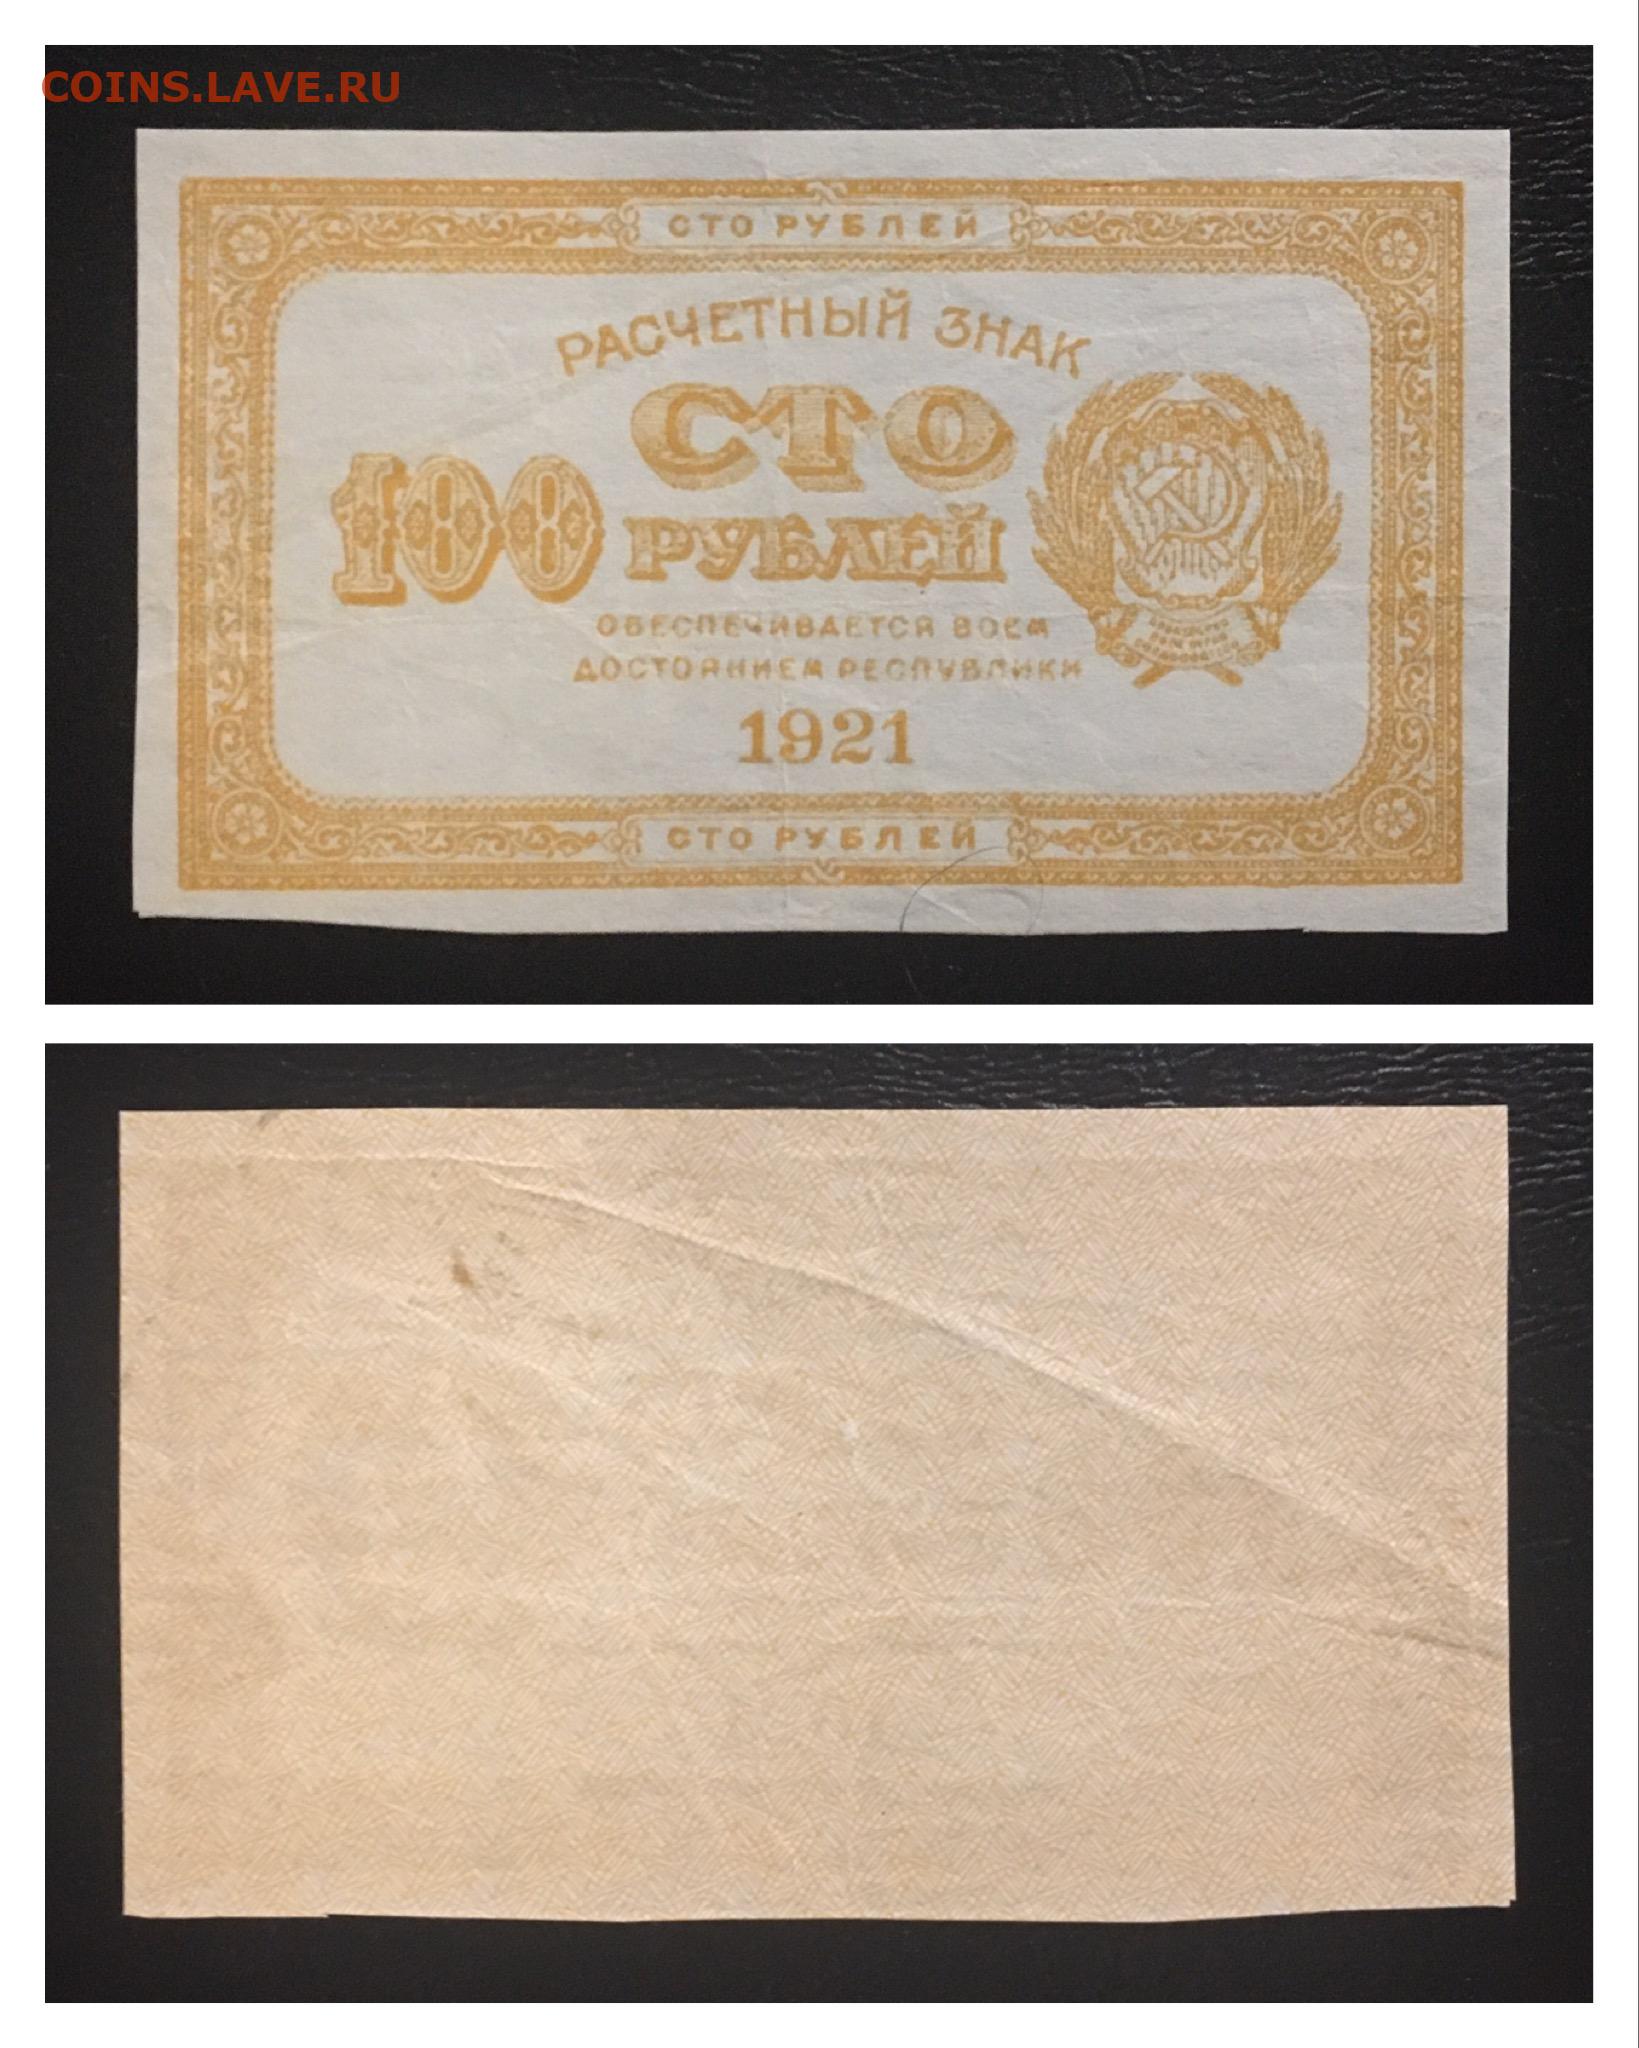 COINS.LAVE.RU
СТО РУБЛЕЙ
РАСЧЕТНЫЙ ЗНАК
СТО
100 РУБЛЕЙ
ОБЕСПЕЧИВАЕТСЯ ВСЕМ
ДОСТОЯНИЕМ РЕСПУБЛИКИ
1921
СТО РУБЛЕЙ